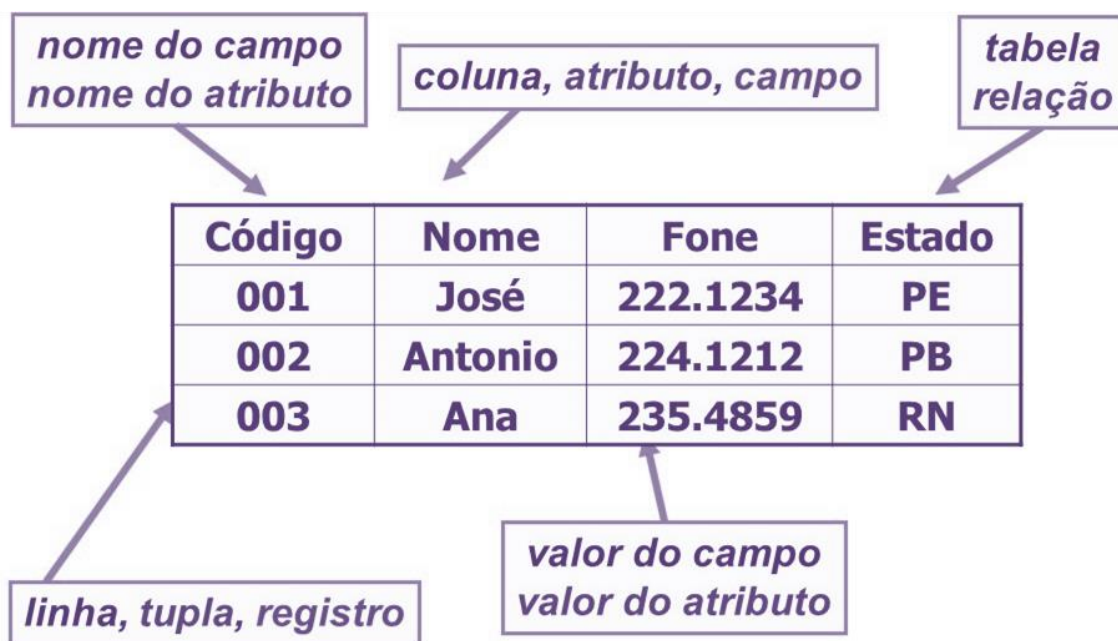 nome do campo
nome do atributo
coluna, atributo, campo
tabela
relação
Código Nome Fone Estado
001 José 222.1234 PE
002 Antonio 224.1212 PB
003 Ana 235.4859 RN
valor do campo
valor do atributo
linha, tupla, registro